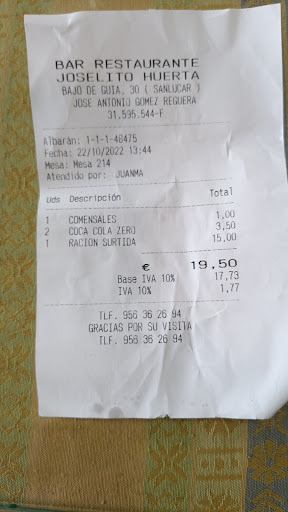 BAR RESTAURANTE
JOSELITO HUERTA
BAJO DE GUIA, 30 ( SANLUCAR )
JOSE ANTONIO GOMEZ REGUERA
31.595.544-F
Albarán: 1-1-1-48475
Fecha: 22/10/2022 13:44
Mesa: Mesa 214
Atendido por: JUANMA
Uds Descripción Total
1 COMENSALES 1,00
2 COCA COLA ZERO 3,50
1 RACION SURTIDA 15,00
€ 19,50
Base IVA 10% 17,73
IVA 10% 1,77
TLF. 956 36 26 94
GRACIAS POR SU VISITA
TLF. 956 36 26 94